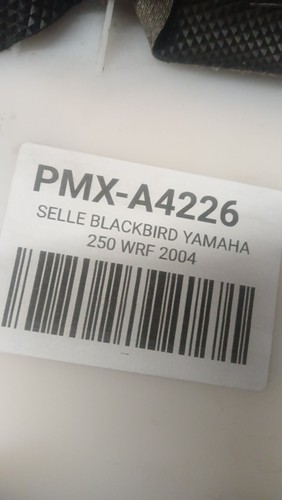 PMX-A4226
SELLE BLACKBIRD YAMAHA
250 WRF 2004